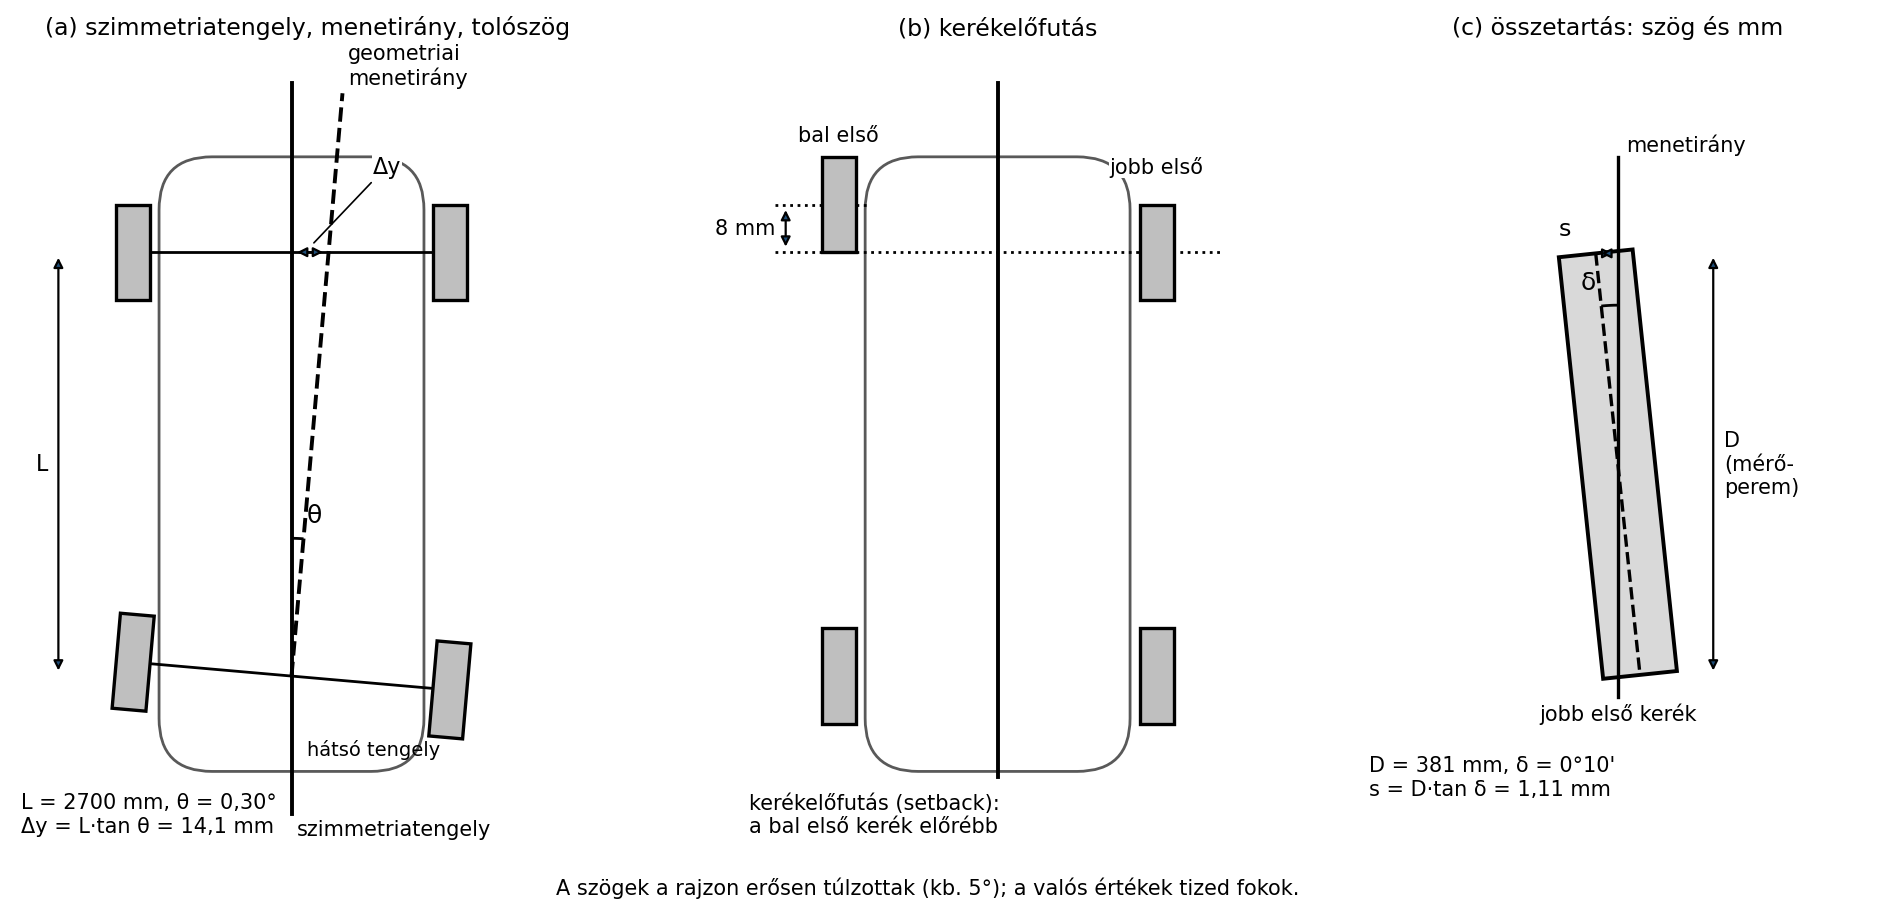 (a) szimmetriatengely, menetirány, tolószög
geometriai
menetirány
Δy
L
θ
hátsó tengely
L = 2700 mm, θ = 0,30°
Δy = L·tan θ = 14,1 mm
szimmetriatengely
(b) kerékelőfutás
bal első
jobb első
8 mm
kerékelőfutás (setback):
a bal első kerék előrébb
(c) összetartás: szög és mm
menetirány
s
δ
D
(mérő-
perem)
jobb első kerék
D = 381 mm, δ = 0°10'
s = D·tan δ = 1,11 mm
A szögek a rajzon erősen túlzottak (kb. 5°); a valós értékek tized fokok.